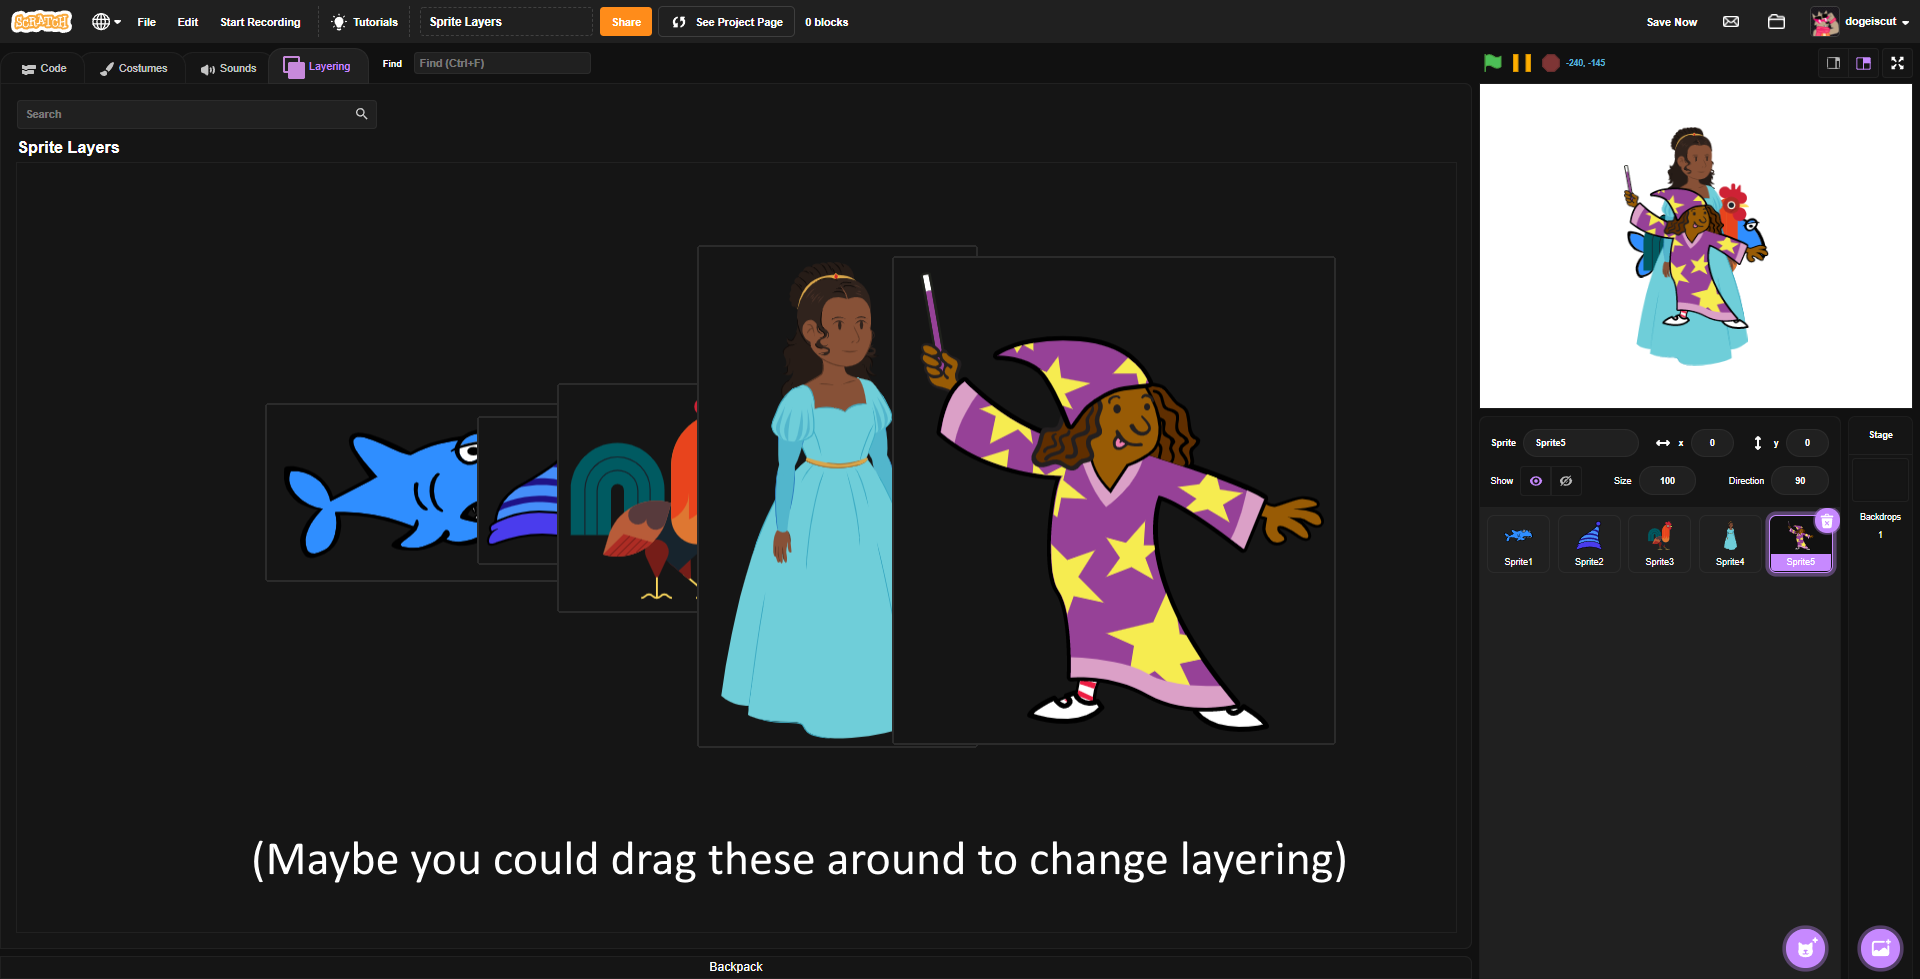 SCRATCH
File
Edit
Start Recording
Tutorials
Sprite Layers
Share
See Project Page
0 blocks
Save Now
dogeiscut
Code
Costumes
Sounds
Layering
Find
Find (Ctrl+F)
-240, -145
Search
Sprite Layers
(Maybe you could drag these around to change layering)
Backpack
Sprite
Sprite5
x
0
y
0
Show
Size
100
Direction
90
Sprite1
Sprite2
Sprite3
Sprite4
Sprite5
Stage
Backdrops
1